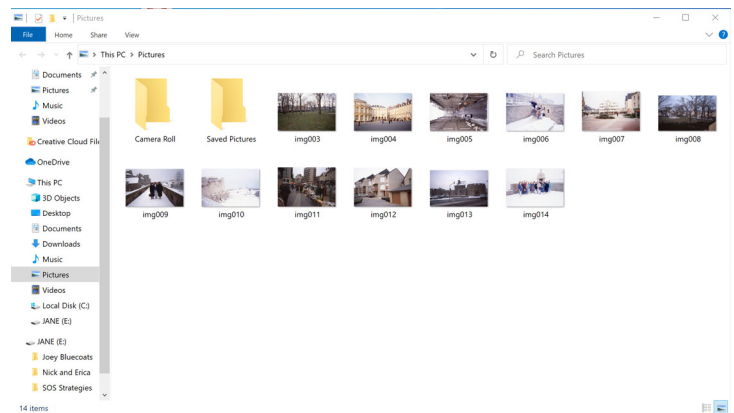 Pictures
File Home Share View
This PC Pictures
Search Pictures
Documents
Pictures
Music
Videos
Creative Cloud File
OneDrive
This PC
3D Objects
Desktop
Documents
Downloads
Music
Pictures
Videos
Local Disk (C:)
JANE (E:)
JANE (E:)
Joey Bluecoats
Nick and Erica
SOS Strategies
Camera Roll Saved Pictures img003 img004 img005 img006 img007 img008
img009 img010 img011 img012 img013 img014
14 items